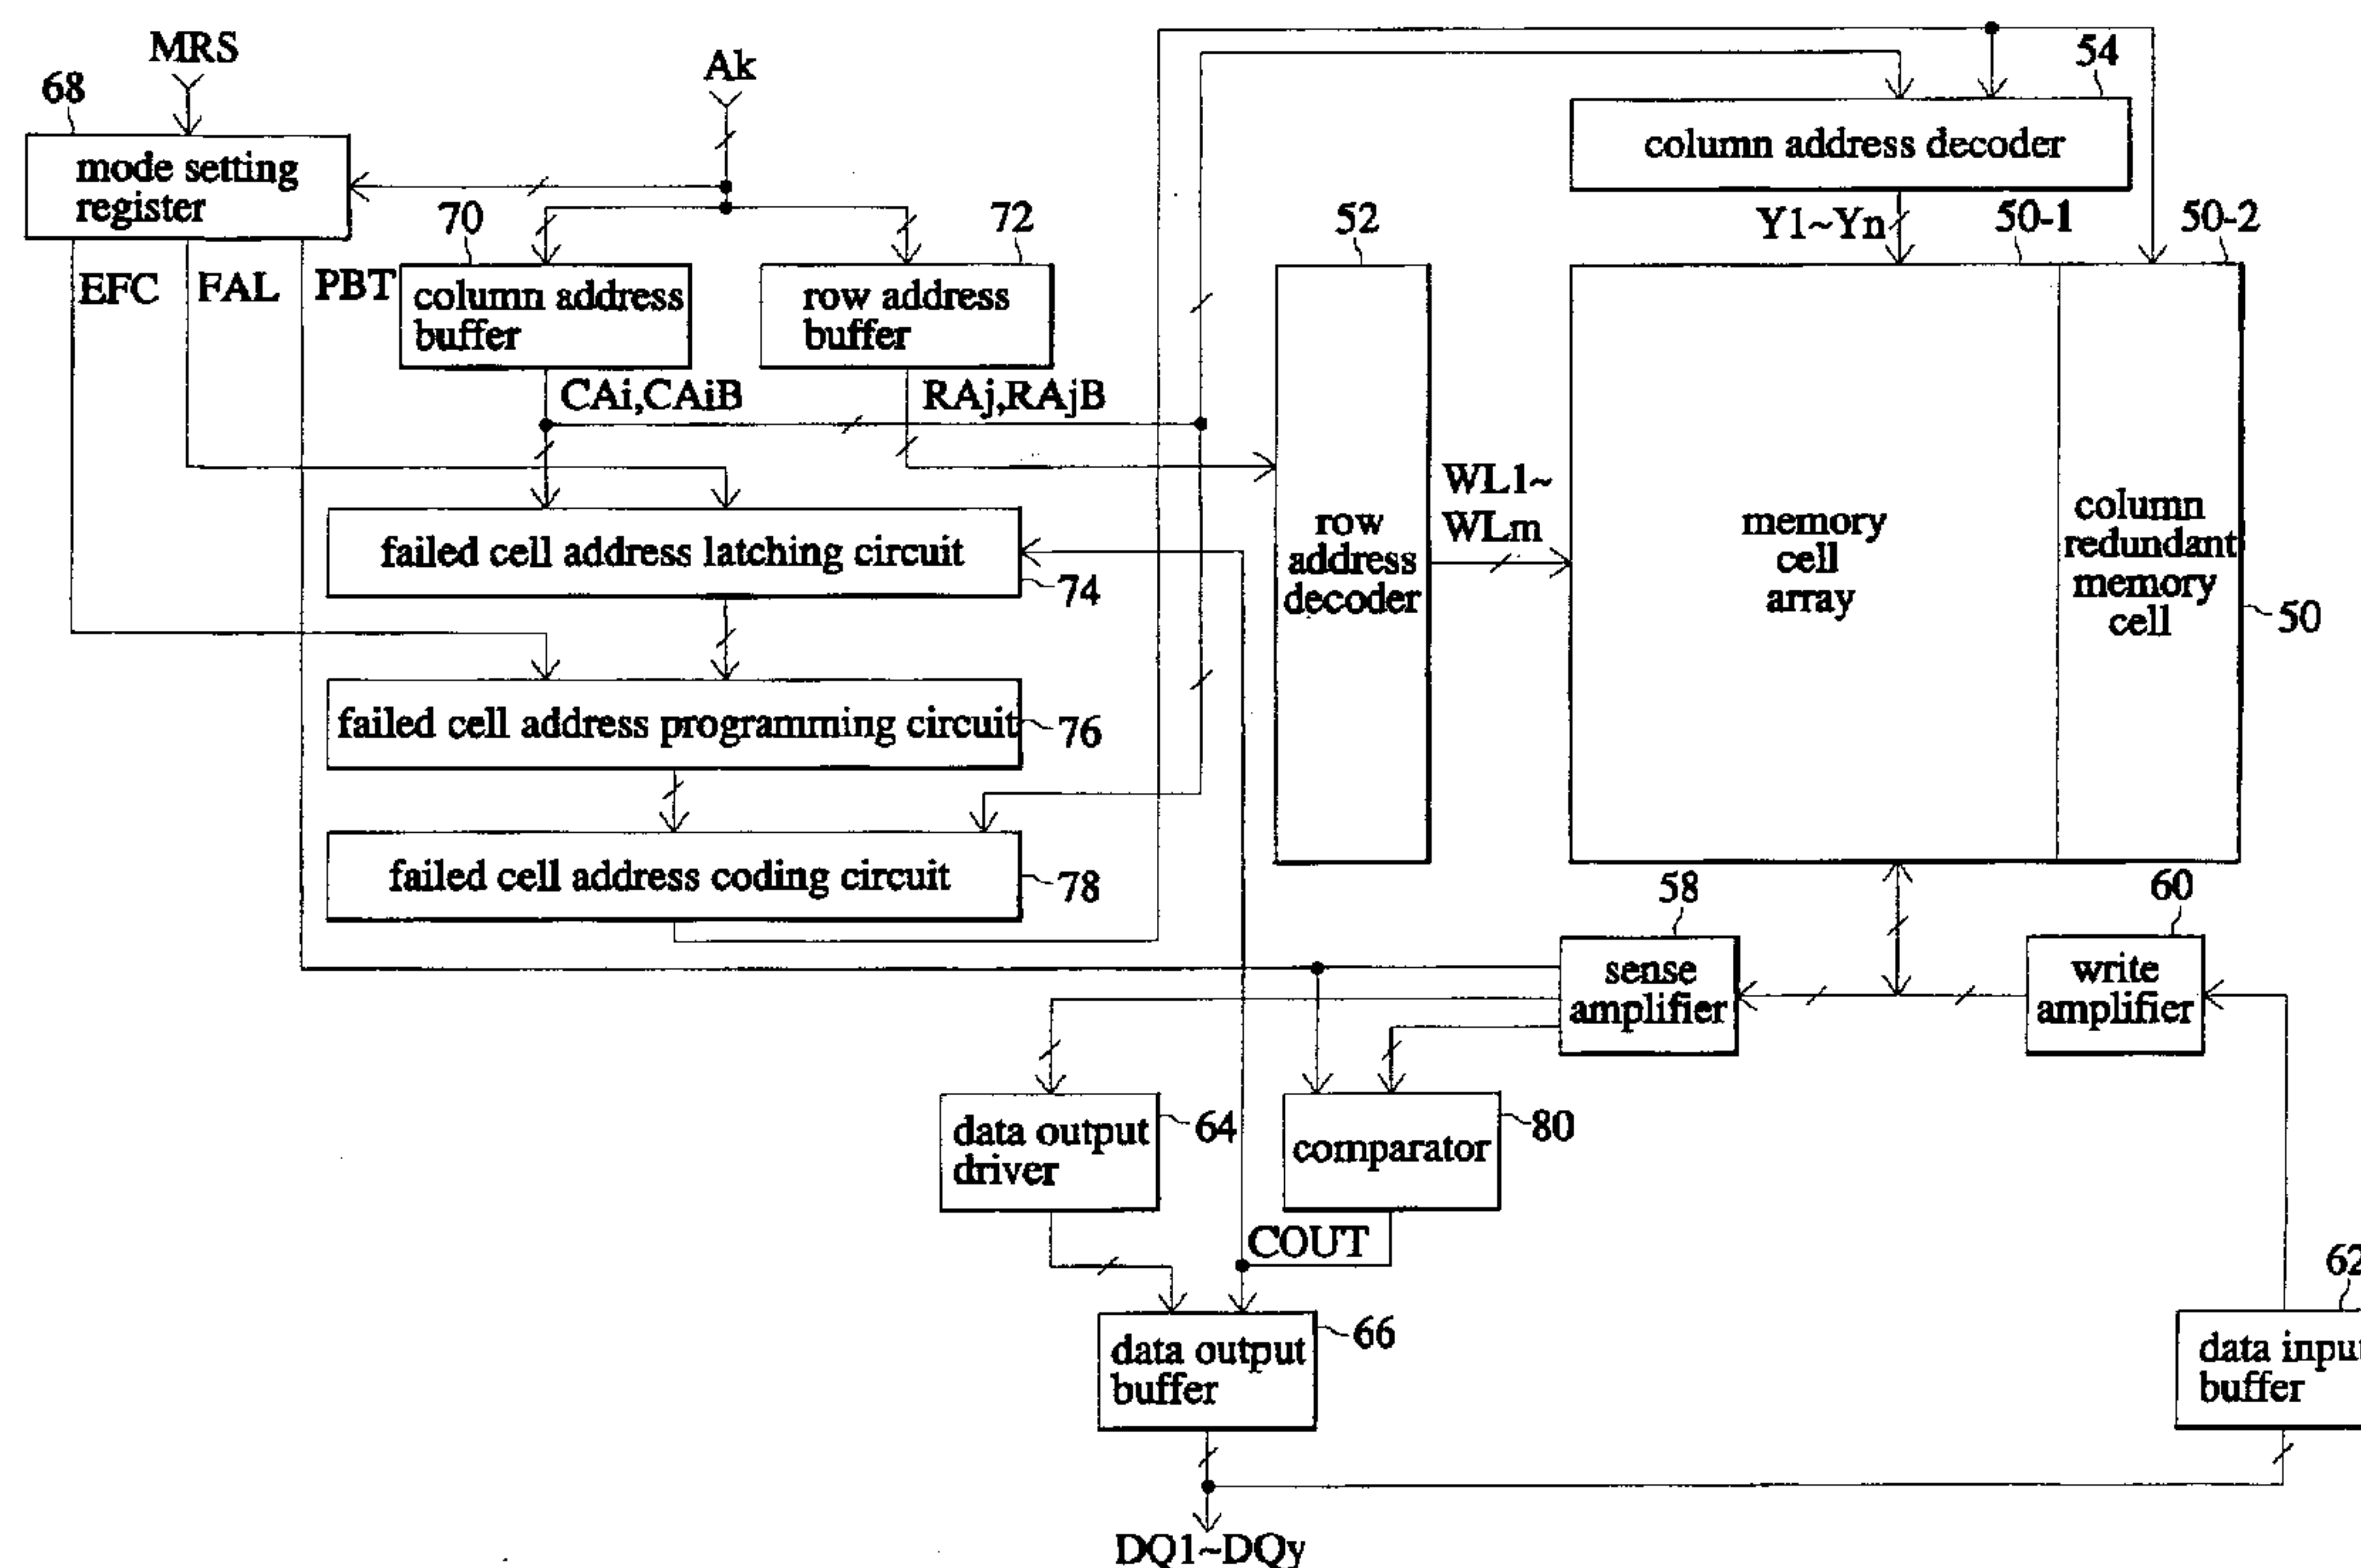 MRS
Ak
68
54
mode setting
register
column address decoder
70
72
52
Y1~Yn
50-1
50-2
EFC
FAL
PBT
column address
buffer
row address
buffer
CAi,CAiB
RAj,RAjB
WL1~
WLm
failed cell address latching circuit
74
row
address
decoder
memory
cell
array
column
redundant
memory
cell
50
failed cell address programming circuit
76
failed cell address coding circuit
78
58
60
sense
amplifier
write
amplifier
data output
driver
64
comparator
80
COUT
62
data output
buffer
66
data input
buffer
DQ1~DQy